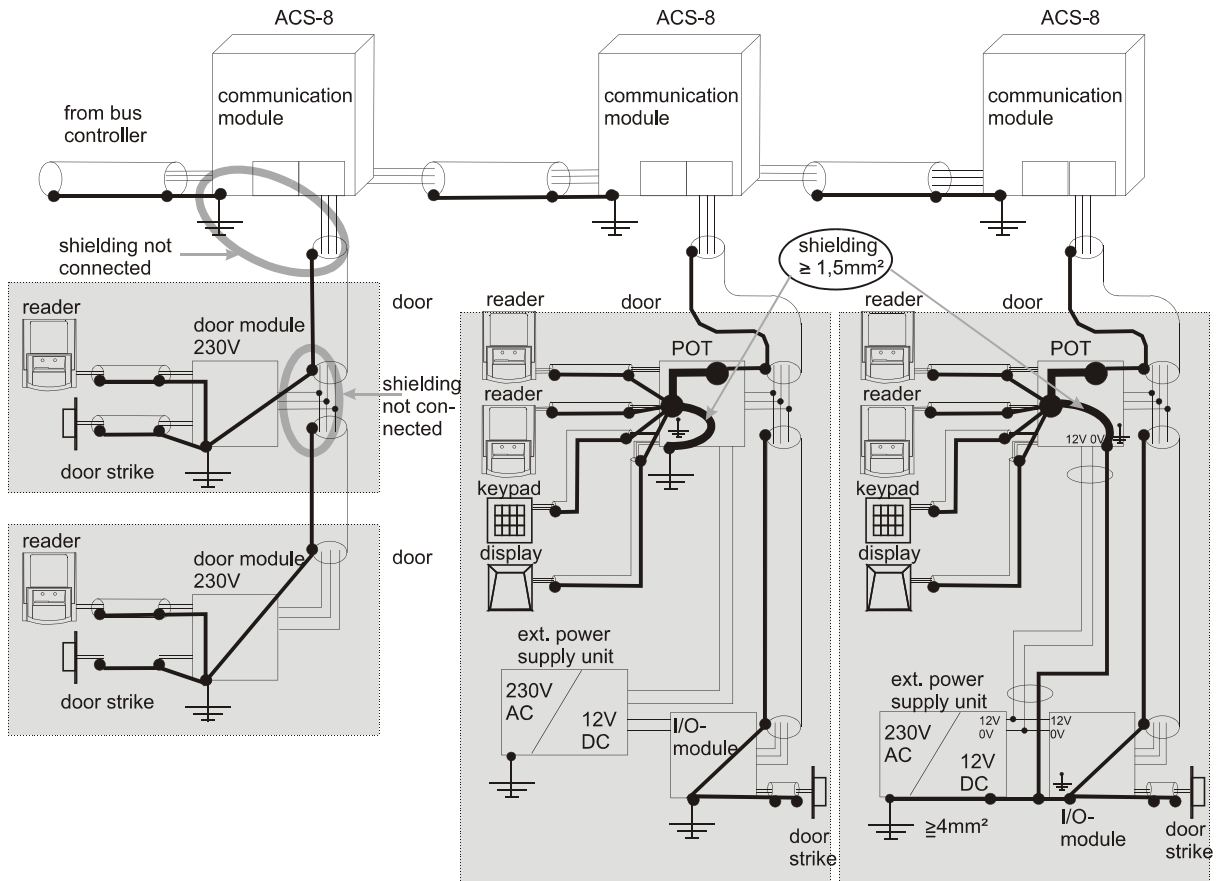 ACS-8
ACS-8
ACS-8
communication
module
communication
module
communication
module
from bus
controller
shielding not
connected
shielding
≥ 1,5mm²
reader
door module
230V
door
shielding
not con-
nected
door strike
reader
door module
230V
door
door strike
reader
door
POT
reader
keypad
display
ext. power
supply unit
230V
AC
12V
DC
I/O-
module
door
strike
reader
door
POT
reader
12V 0V
keypad
display
ext. power
supply unit
230V
AC
12V
0V
12V
0V
12V
DC
≥4mm²
I/O-
module
door
strike